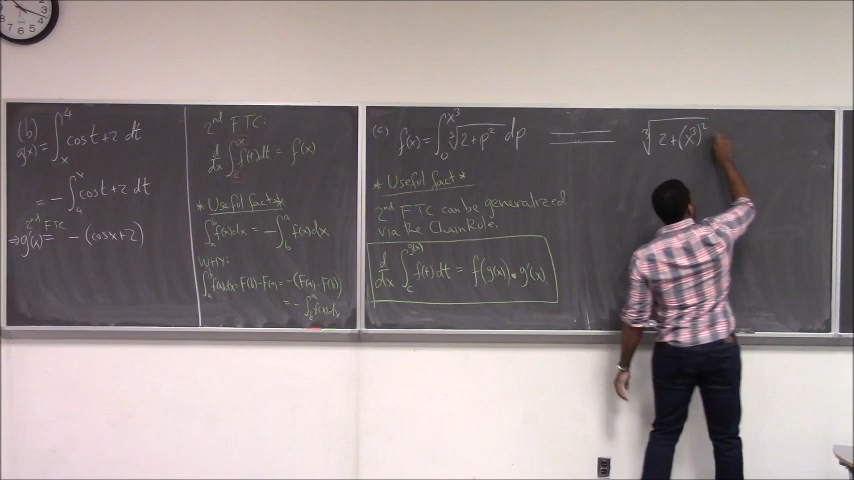 (b) g(x) = ∫_x^4 cos t + 2 dt
= - ∫_4^x cos t + 2 dt
2nd FTC
⇒ g'(x) = - (cos x + 2)
2nd FTC:
d/dx ∫_c^x f(t) dt = f(x)
* Useful fact *
∫_a^b f(x) dx = - ∫_b^a f(x) dx
WHY:
∫_a^b f(x) dx = F(b) - F(a) = - (F(a) - F(b))
= - ∫_b^a f(x) dx
(c) f(x) = ∫_0^{x^3} ∛(2 + p^2) dp
∛(2 + (x^3)^2
* Useful fact *
2nd FTC can be generalized
via the Chain Rule.
d/dx ∫_c^{g(x)} f(t) dt = f(g(x)) • g'(x)